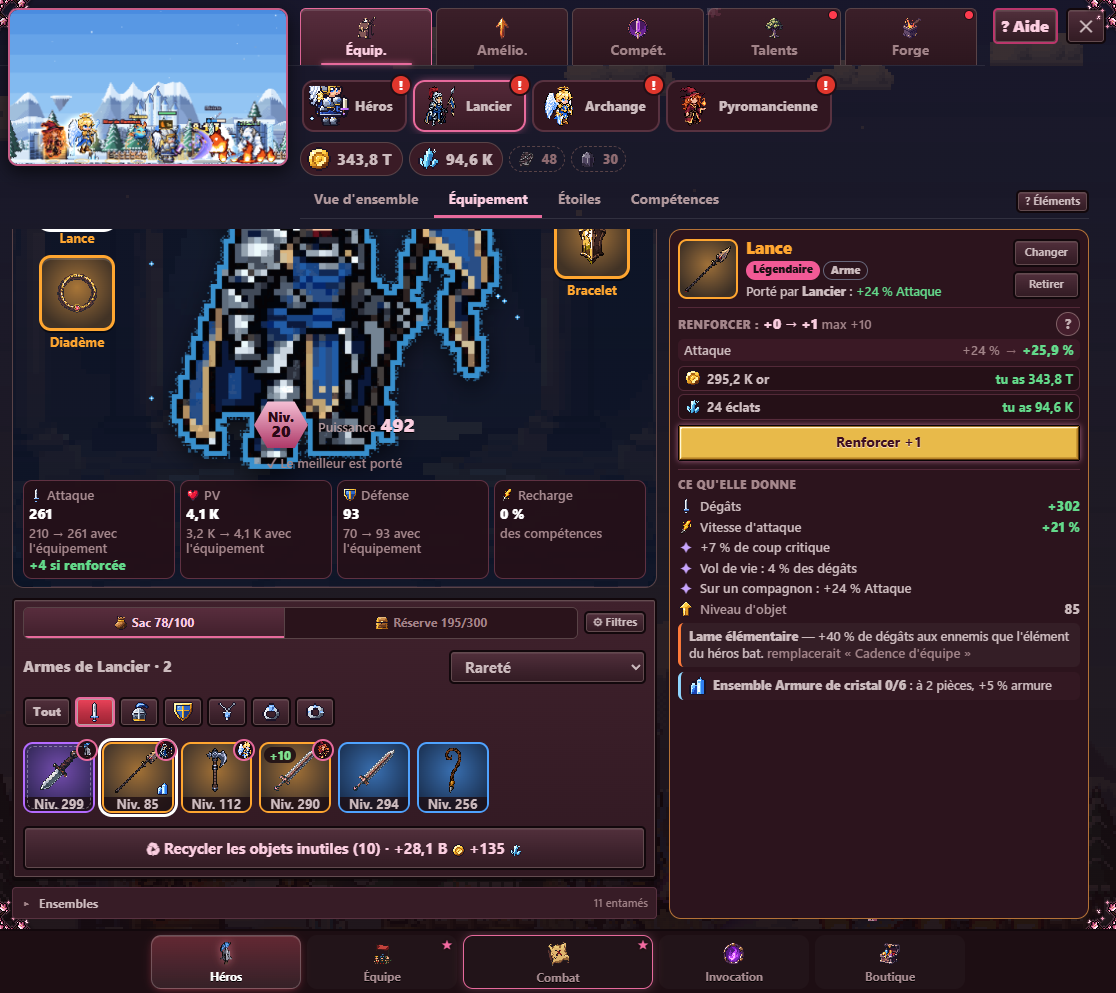 Équip.
Amélio.
Compét.
Talents
Forge
? Aide
Héros
!
Lancier
!
Archange
!
Pyromancienne
!
343,8 T
94,6 K
48
30
Vue d'ensemble
Équipement
Étoiles
Compétences
? Éléments
Lance
Diadème
Bracelet
Niv.
20
Puissance 492
meilleur est porté
Attaque
261
210 → 261 avec
l'équipement
+4 si renforcée
PV
4,1 K
3,2 K → 4,1 K avec
l'équipement
Défense
93
70 → 93 avec
l'équipement
Recharge
0 %
des compétences
Sac 78/100
Réserve 195/300
Filtres
Armes de Lancier · 2
Rareté
Tout
Niv. 299
Niv. 85
Niv. 112
+10
Niv. 290
Niv. 294
Niv. 256
Recycler les objets inutiles (10) · +28,1 B +135
Ensembles
11 entamés
Lance
Légendaire
Arme
Porté par Lancier : +24 % Attaque
Changer
Retirer
RENFORCER : +0 → +1 max +10
?
Attaque
+24 % → +25,9 %
295,2 K or
tu as 343,8 T
24 éclats
tu as 94,6 K
Renforcer +1
CE QU'ELLE DONNE
Dégâts
+302
Vitesse d'attaque
+21 %
+7 % de coup critique
Vol de vie : 4 % des dégâts
Sur un compagnon : +24 % Attaque
Niveau d'objet
85
Lame élémentaire — +40 % de dégâts aux ennemis que l'élément
du héros bat. remplacerait « Cadence d'équipe »
Ensemble Armure de cristal 0/6 : à 2 pièces, +5 % armure
Héros
Équipe
Combat
Invocation
Boutique